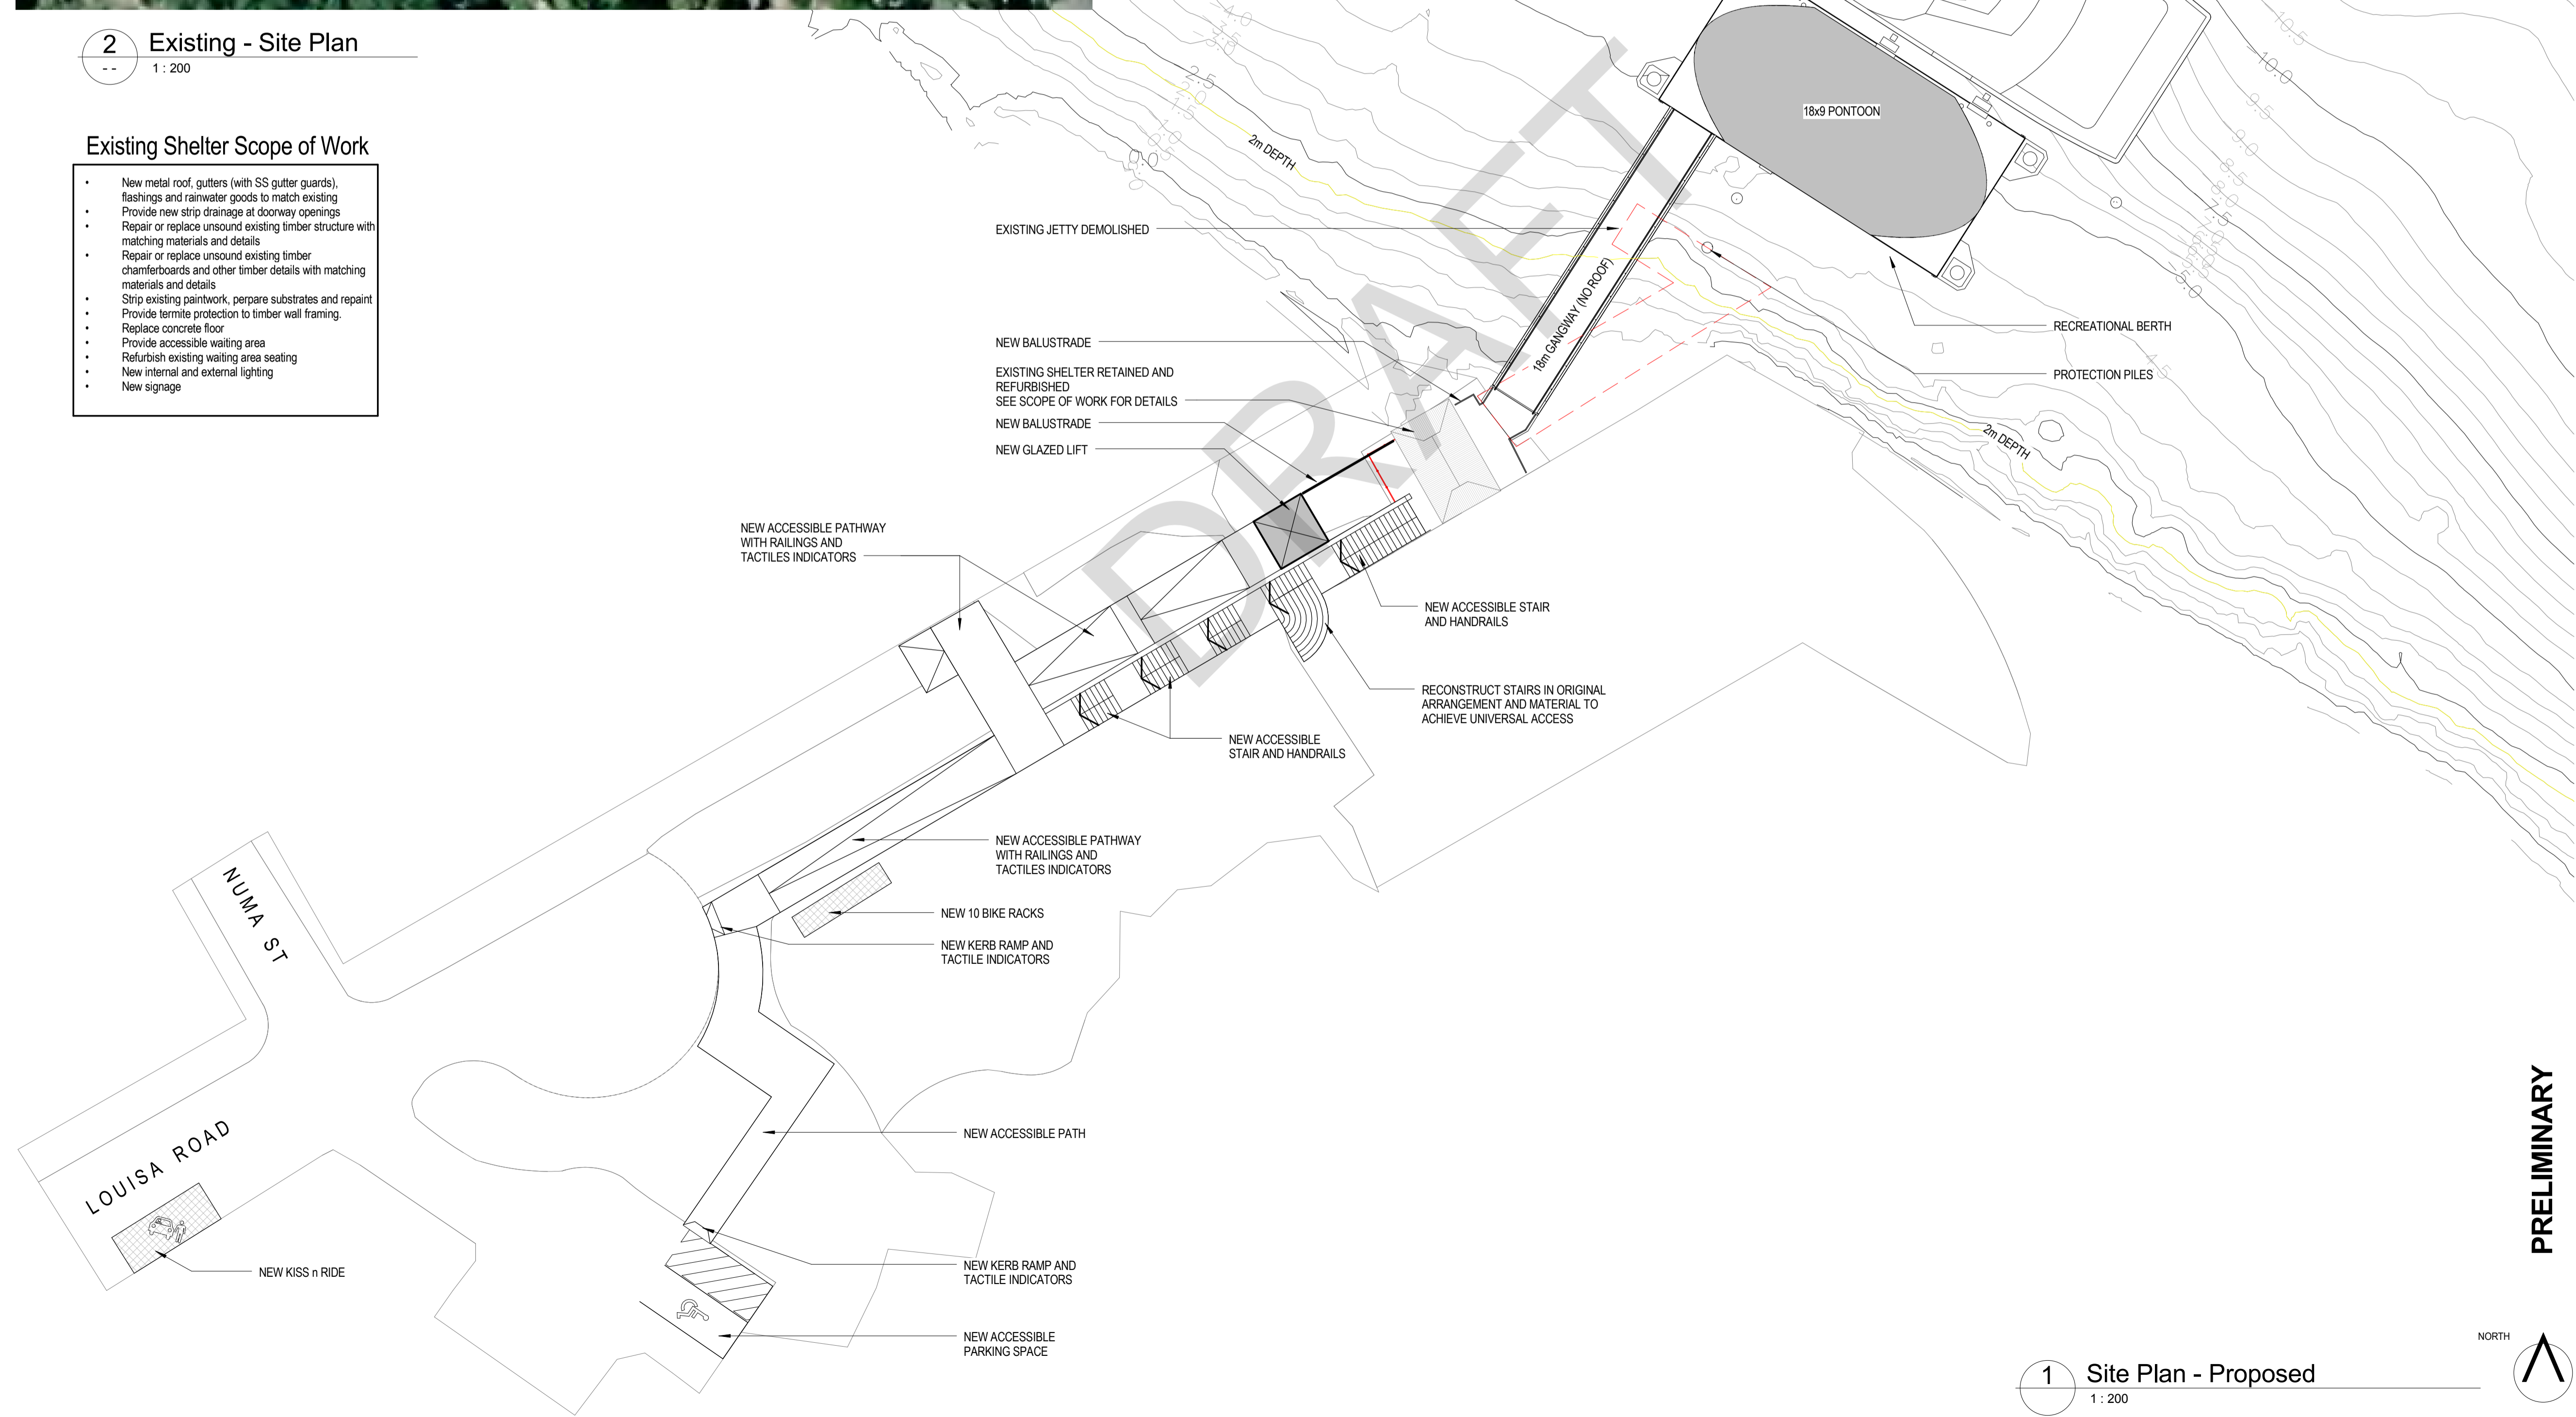 2
- -
Existing - Site Plan
1 : 200
Existing Shelter Scope of Work
• New metal roof, gutters (with SS gutter guards),
flashings and rainwater goods to match existing
• Provide new strip drainage at doorway openings
• Repair or replace unsound existing timber structure with
matching materials and details
• Repair or replace unsound existing timber
chamferboards and other timber details with matching
materials and details
• Strip existing paintwork, perpare substrates and repaint
• Provide termite protection to timber wall framing.
• Replace concrete floor
• Provide accessible waiting area
• Refurbish existing waiting area seating
• New internal and external lighting
• New signage
2.5
2m DEPTH
18x9 PONTOON
10.5
10.0
9.5
9.0
EXISTING JETTY DEMOLISHED
18m GANGWAY (NO ROOF)
RECREATIONAL BERTH
PROTECTION PILES
2m DEPTH
NEW BALUSTRADE
EXISTING SHELTER RETAINED AND
REFURBISHED
SEE SCOPE OF WORK FOR DETAILS
NEW BALUSTRADE
NEW GLAZED LIFT
DRAFT
NEW ACCESSIBLE PATHWAY
WITH RAILINGS AND
TACTILES INDICATORS
NEW ACCESSIBLE STAIR
AND HANDRAILS
RECONSTRUCT STAIRS IN ORIGINAL
ARRANGEMENT AND MATERIAL TO
ACHIEVE UNIVERSAL ACCESS
NEW ACCESSIBLE
STAIR AND HANDRAILS
NEW ACCESSIBLE PATHWAY
WITH RAILINGS AND
TACTILES INDICATORS
NEW 10 BIKE RACKS
NEW KERB RAMP AND
TACTILE INDICATORS
NUMA ST
LOUISA ROAD
NEW ACCESSIBLE PATH
NEW KISS n RIDE
NEW KERB RAMP AND
TACTILE INDICATORS
NEW ACCESSIBLE
PARKING SPACE
PRELIMINARY
NORTH
1
Site Plan - Proposed
1 : 200